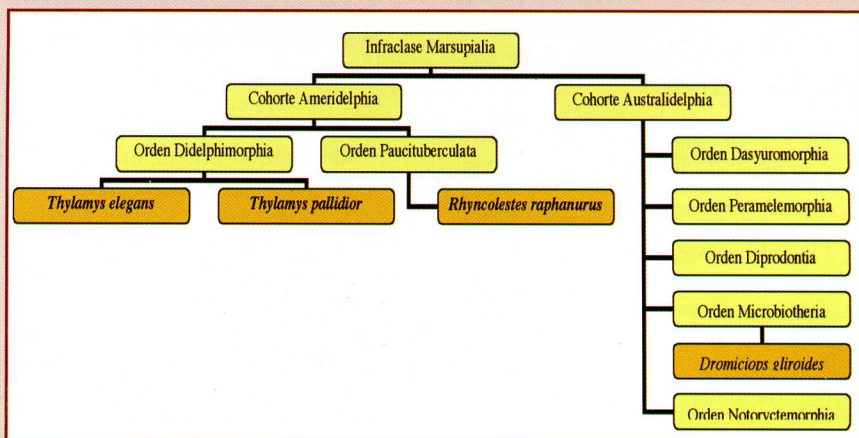 Infraclase Marsupialia
Cohorte Ameridelphia
Cohorte Australidelphia
Orden Didelphimorphia
Orden Paucituberculata
Orden Dasyuromorphia
Thylamys elegans
Thylamys pallidior
Rhyncolestes raphanurus
Orden Peramelemorphia
Orden Diprodontia
Orden Microbiotheria
Dromiciops gliroides
Orden Notoryctemorphia